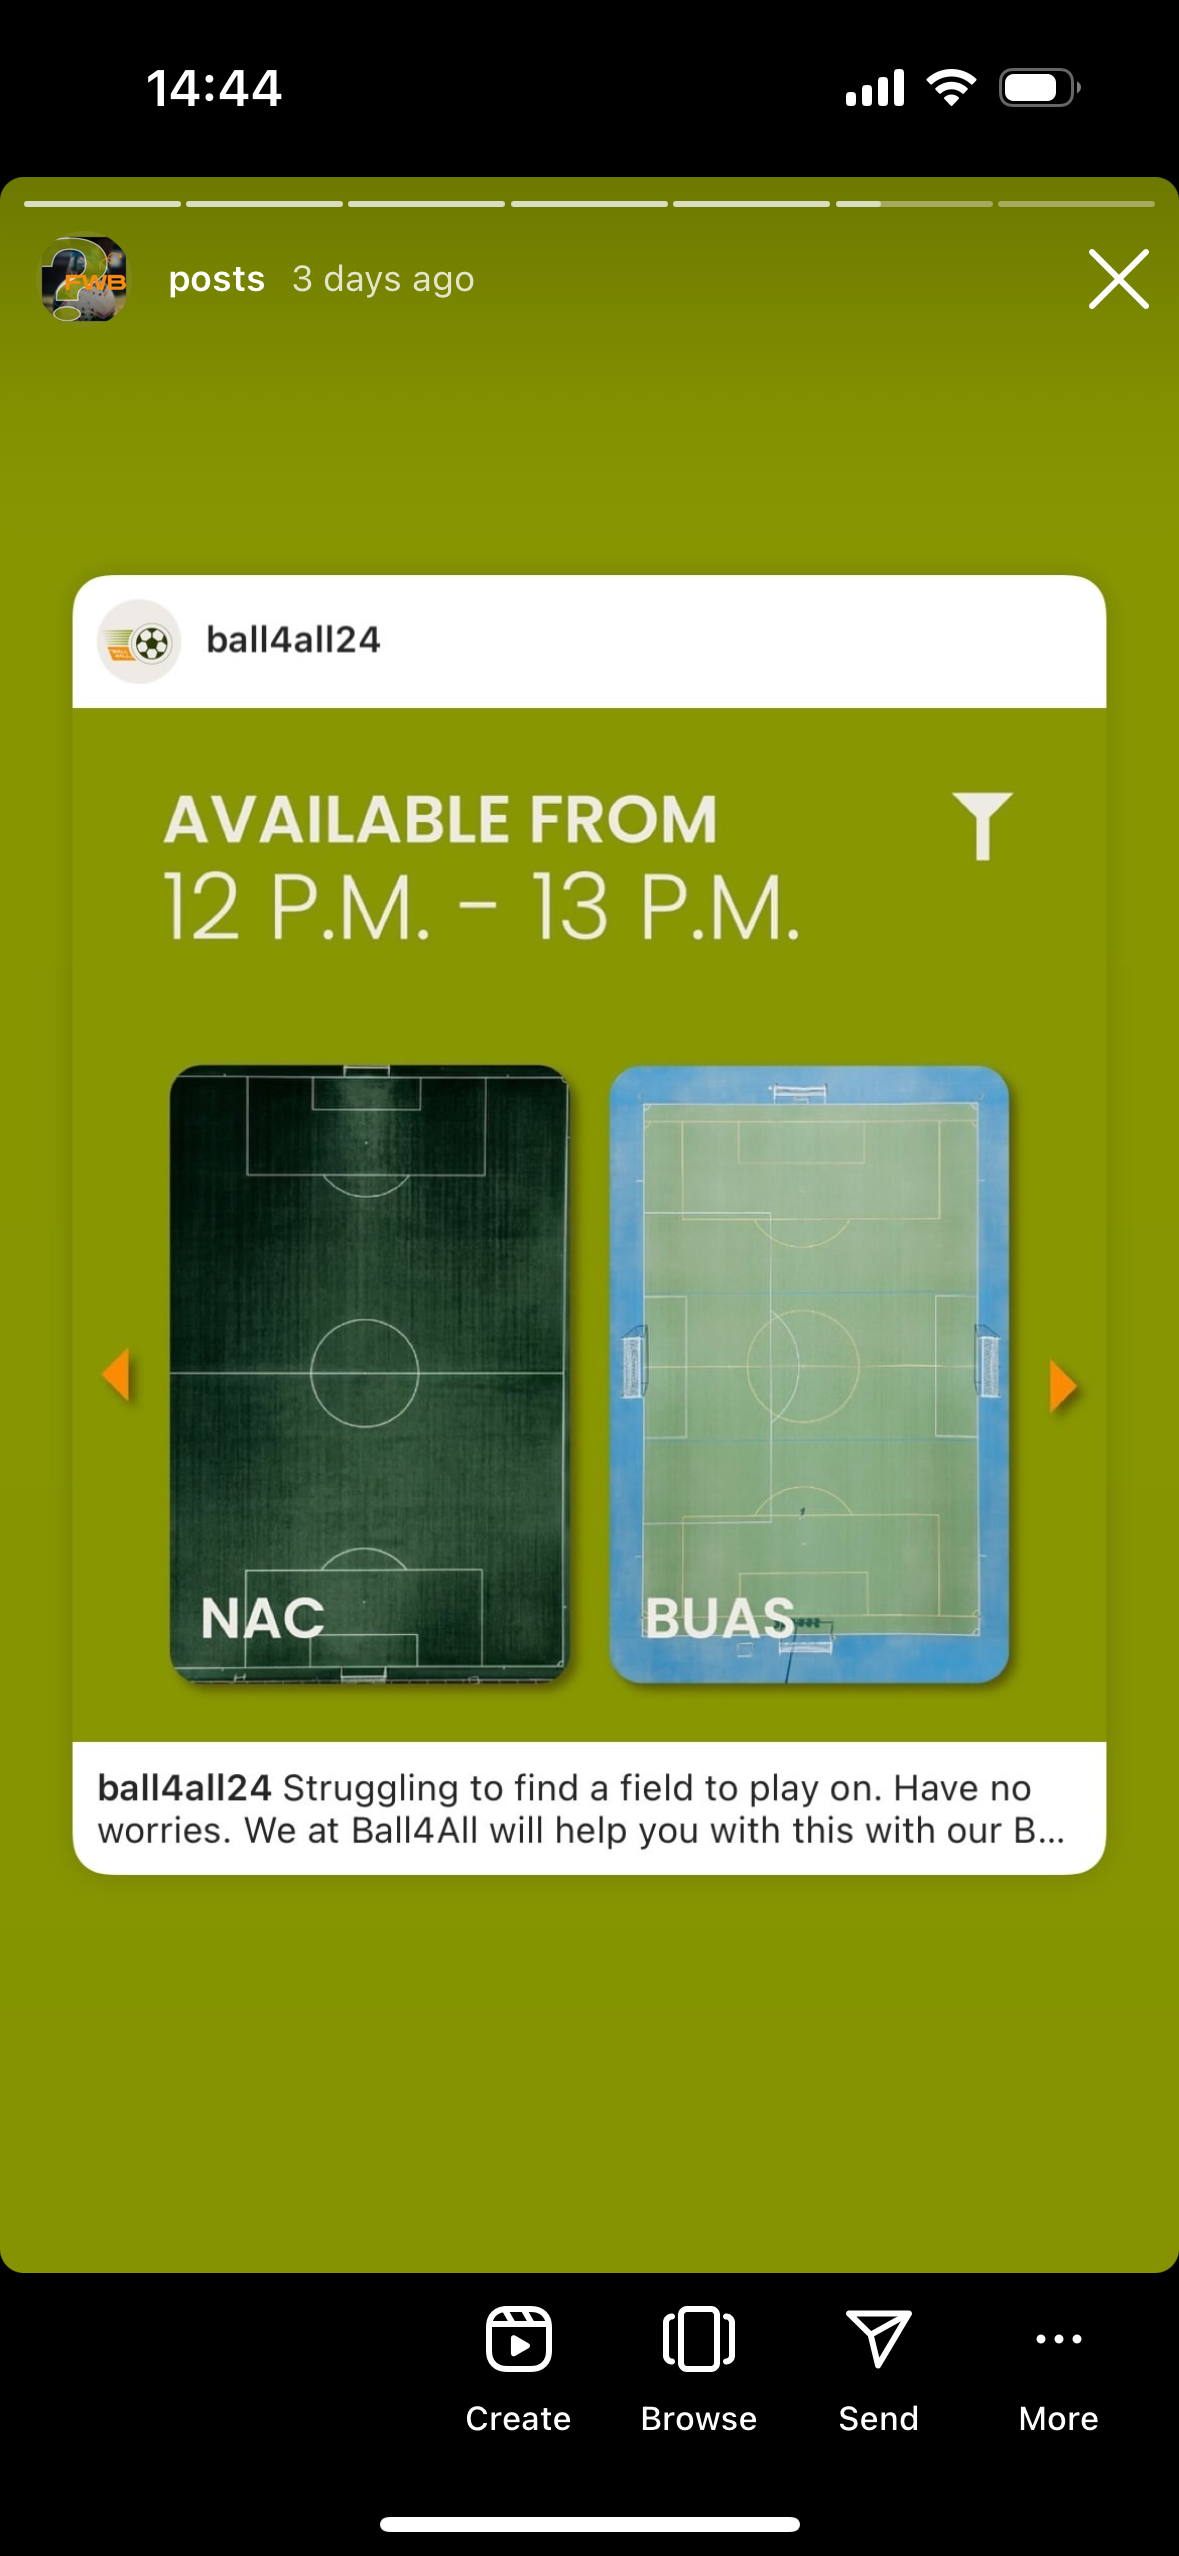 14:44
FWB
posts 3 days ago
ball4all24
AVAILABLE FROM
12 P.M. - 13 P.M.
NAC
BUAS
ball4all24 Struggling to find a field to play on. Have no
worries. We at Ball4All will help you with this with our B...
Create
Browse
Send
More